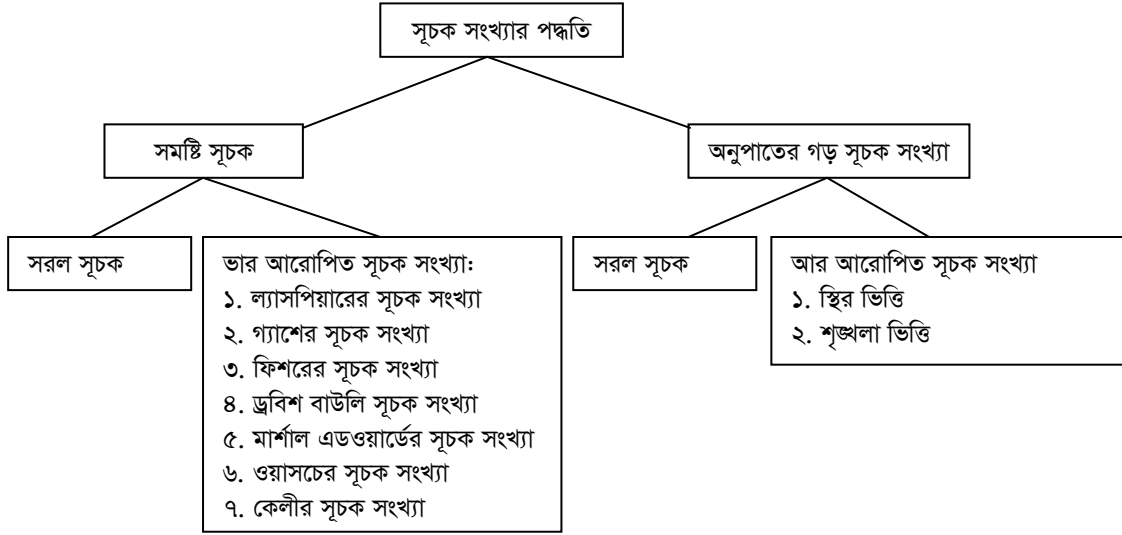 সূচক সংখ্যার পদ্ধতি
সমষ্টি সূচক
অনুপাতের গড় সূচক সংখ্যা
সরল সূচক
ভার আরোপিত সূচক সংখ্যা:
১. ল্যাসপিয়ারের সূচক সংখ্যা
২. গ্যাশের সূচক সংখ্যা
৩. ফিশরের সূচক সংখ্যা
৪. ড্রবিশ বাউলি সূচক সংখ্যা
৫. মার্শাল এডওয়ার্ডের সূচক সংখ্যা
৬. ওয়াসচের সূচক সংখ্যা
৭. কেলীর সূচক সংখ্যা
সরল সূচক
আর আরোপিত সূচক সংখ্যা
১. স্থির ভিত্তি
২. শৃঙ্খলা ভিত্তি